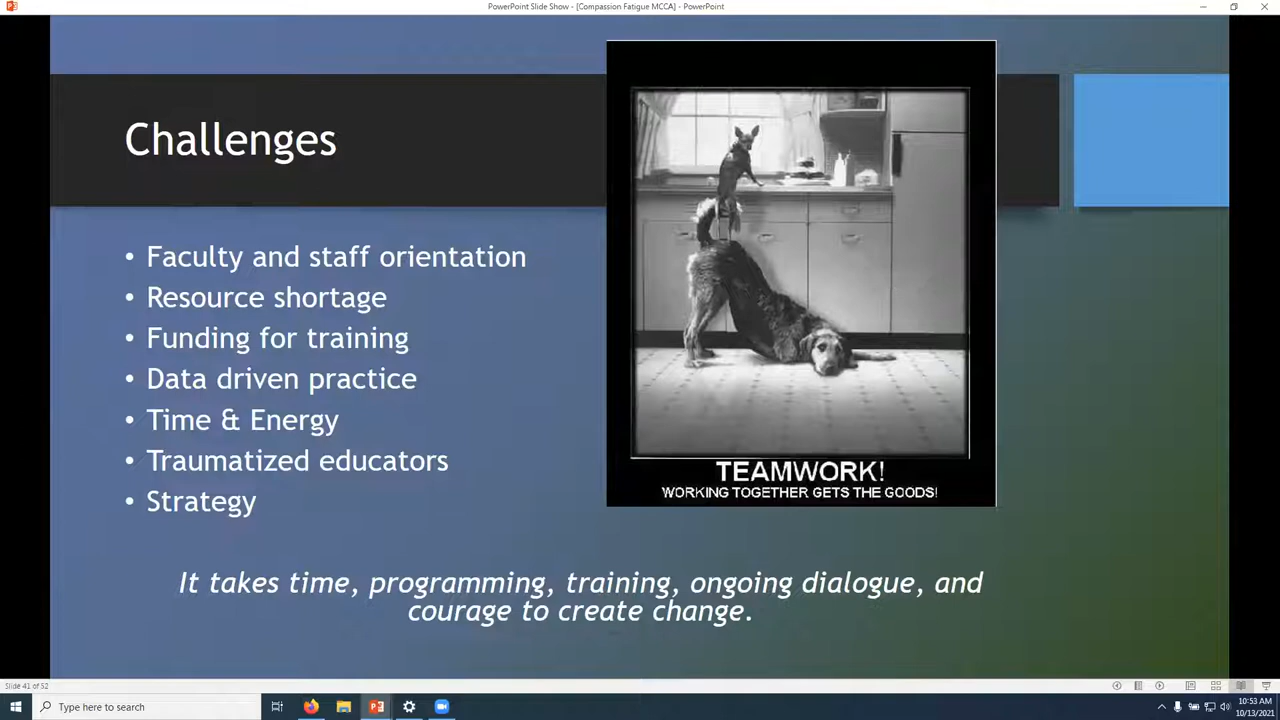 PowerPoint Slide Show - [Compassion Fatigue MCCA] - PowerPoint
Challenges
• Faculty and staff orientation
• Resource shortage
• Funding for training
• Data driven practice
• Time & Energy
• Traumatized educators
• Strategy
TEAMWORK!
WORKING TOGETHER GETS THE GOODS!
It takes time, programming, training, ongoing dialogue, and
courage to create change.
Slide 41 of 52
Type here to search
10:53 AM
10/13/2021